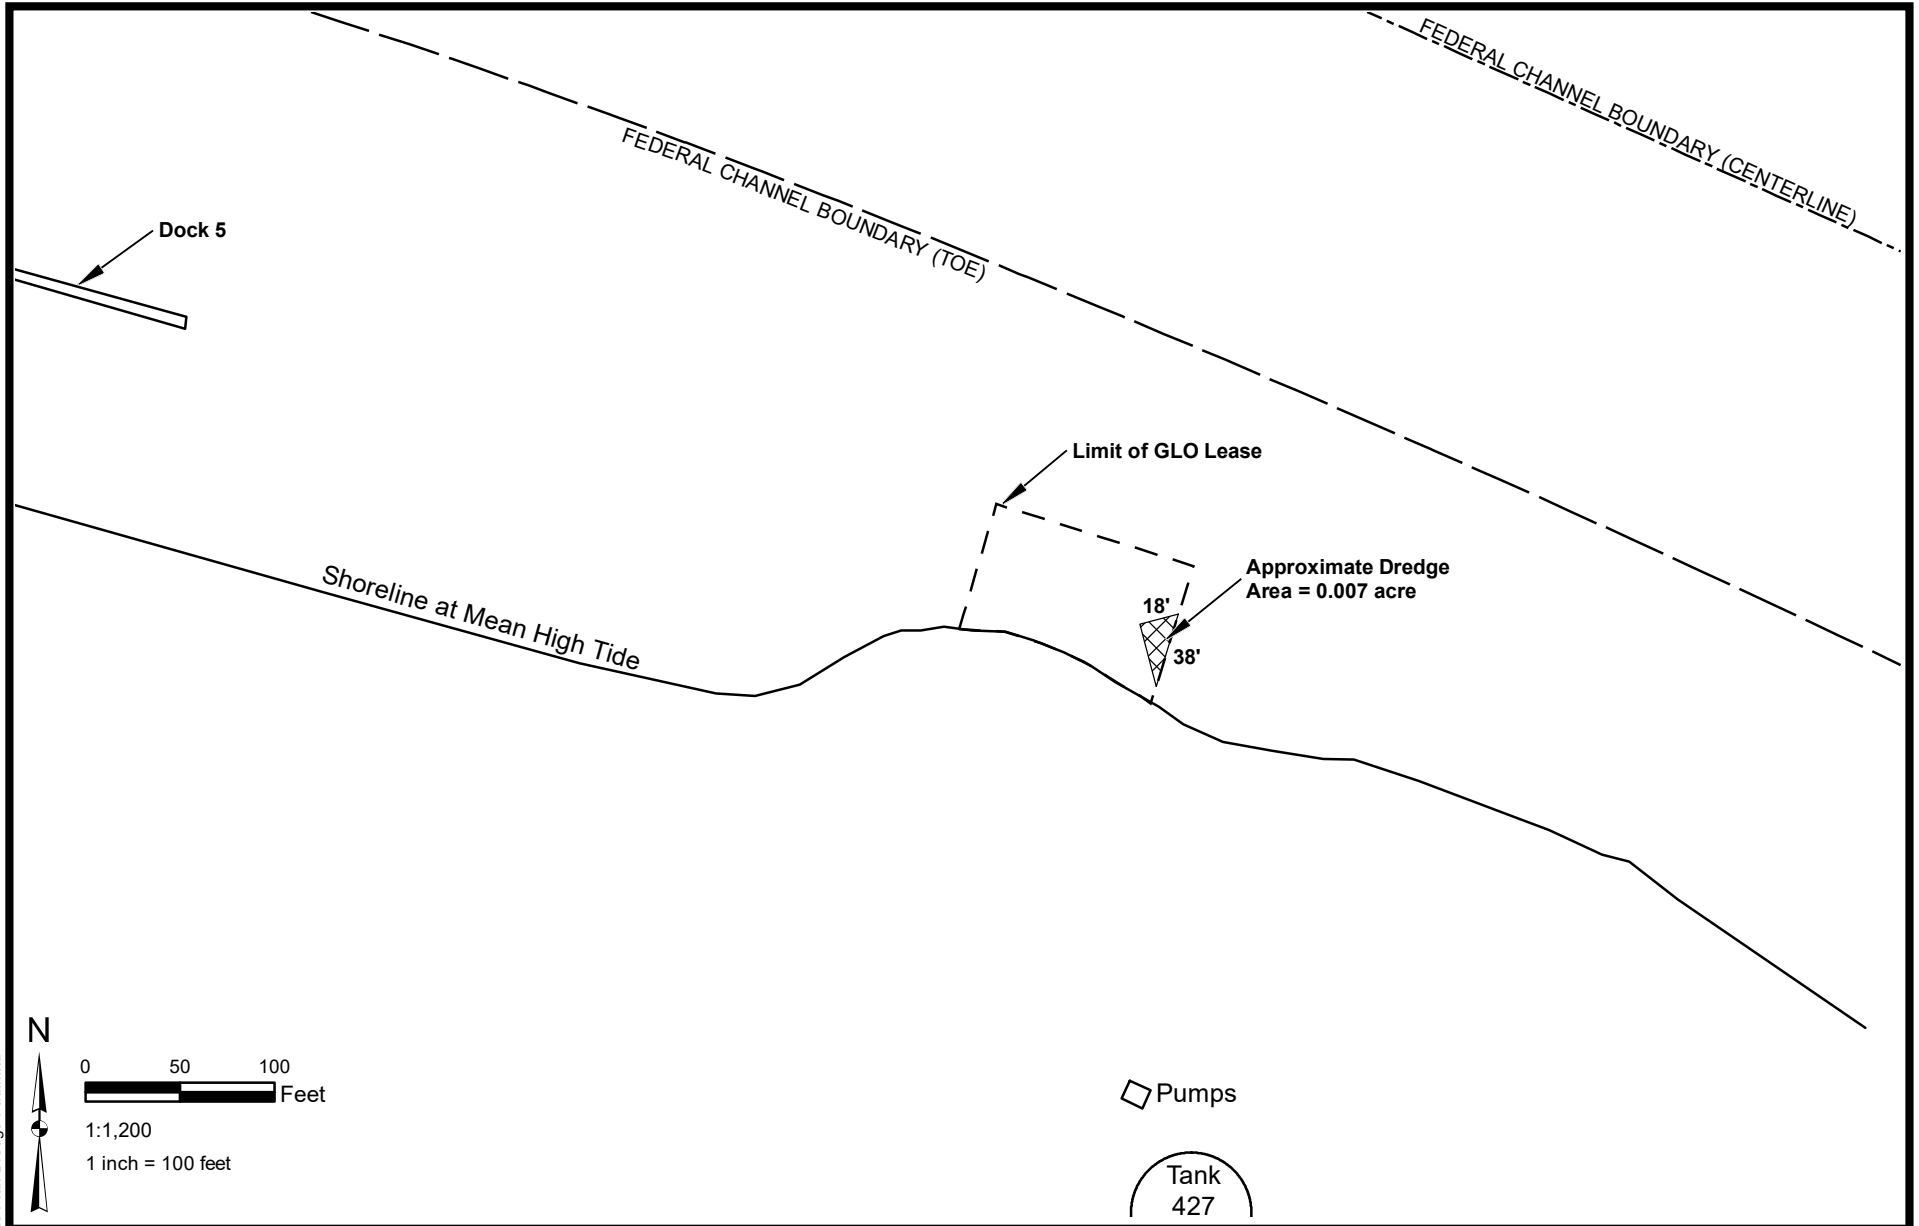 FEDERAL CHANNEL BOUNDARY (CENTERLINE)
FEDERAL CHANNEL BOUNDARY (TOE)
Dock 5
Limit of GLO Lease
Approximate Dredge
Area = 0.007 acre
18'
38'
Shoreline at Mean High Tide
N
0 50 100
Feet
1:1,200
1 inch = 100 feet
Pumps
Tank
427